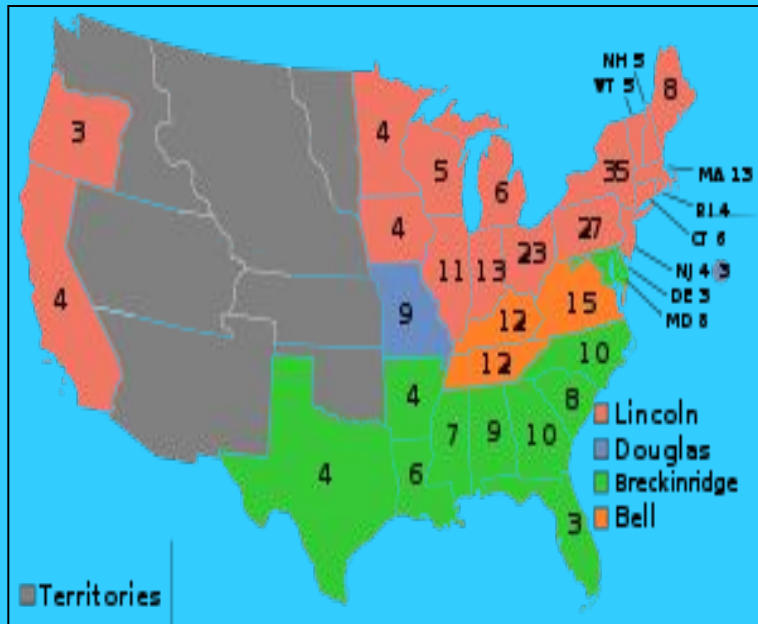 NH 5
VT 5
8
3
4
5
6
35
MA 13
RI 4
CT 6
4
11
13
23
27
NJ 4 3
DE 3
MD 8
4
9
12
15
12
10
4
8
7
9
10
4
6
3
Lincoln
Douglas
Breckinridge
Bell
Territories